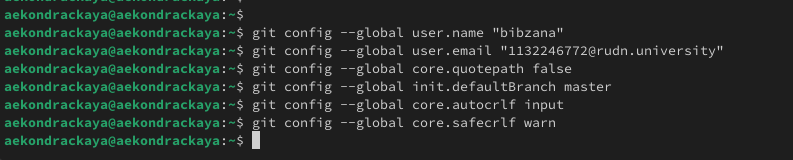 aekondrackaya@aekondrackaya:~$
aekondrackaya@aekondrackaya:~$ git config --global user.name "bibzana"
aekondrackaya@aekondrackaya:~$ git config --global user.email "1132246772@rudn.university"
aekondrackaya@aekondrackaya:~$ git config --global core.quotepath false
aekondrackaya@aekondrackaya:~$ git config --global init.defaultBranch master
aekondrackaya@aekondrackaya:~$ git config --global core.autocrlf input
aekondrackaya@aekondrackaya:~$ git config --global core.safecrlf warn
aekondrackaya@aekondrackaya:~$